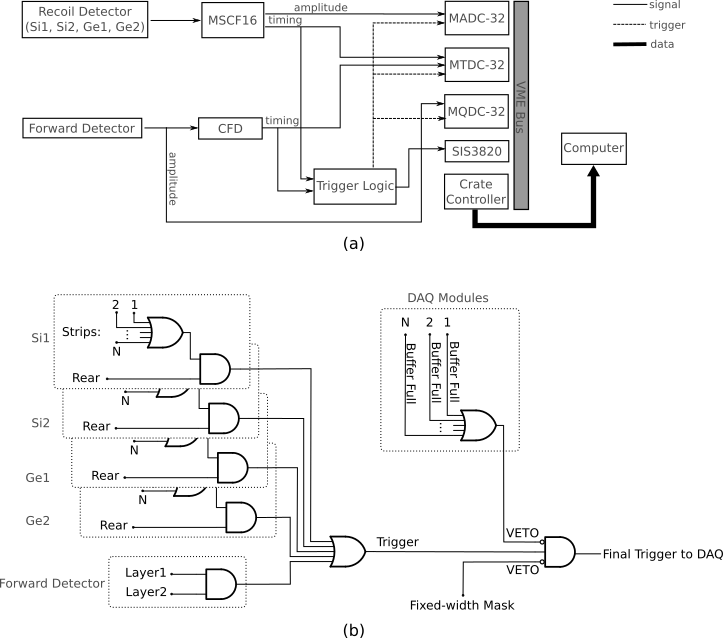 Recoil Detector
(Si1, Si2, Ge1, Ge2)
MSCF16
amplitude
timing
MADC-32
signal
trigger
data
MTDC-32
VME Bus
MQDC-32
Forward Detector
CFD
timing
amplitude
SIS3820
Computer
Trigger Logic
Crate
Controller
(a)
DAQ Modules
2 1
Si1
Strips:
N
Rear
N 2 1
Buffer Full
Buffer Full
Buffer Full
N
Si2
Rear
N
Ge1
Rear
N
Ge2
Rear
Trigger
VETO
Final Trigger to DAQ
VETO
Forward Detector
Layer1
Layer2
Fixed-width Mask
(b)